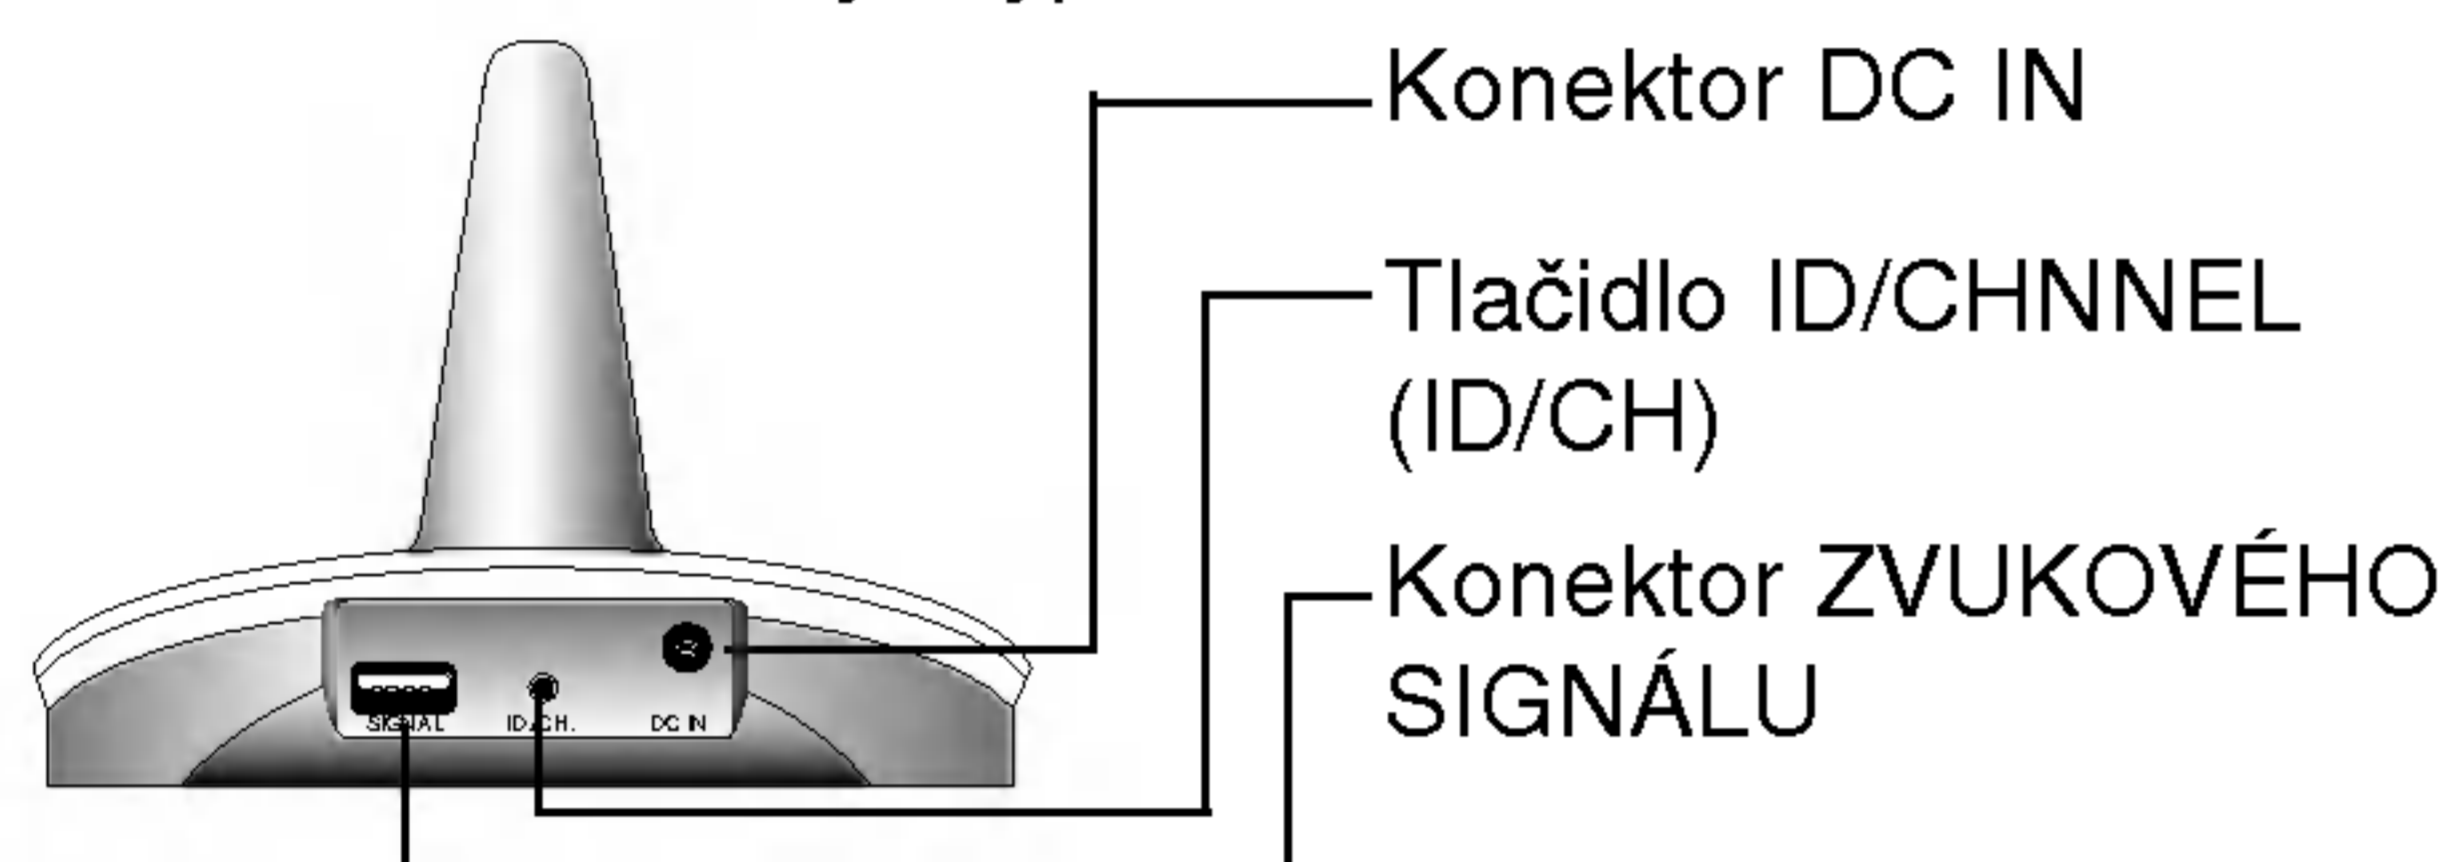 Konektor DC IN
Tlačidlo ID/CHNNEL
(ID/CH)
Konektor ZVUKOVÉHO
SIGNÁLU
SIGNAL ID/CH. DC IN